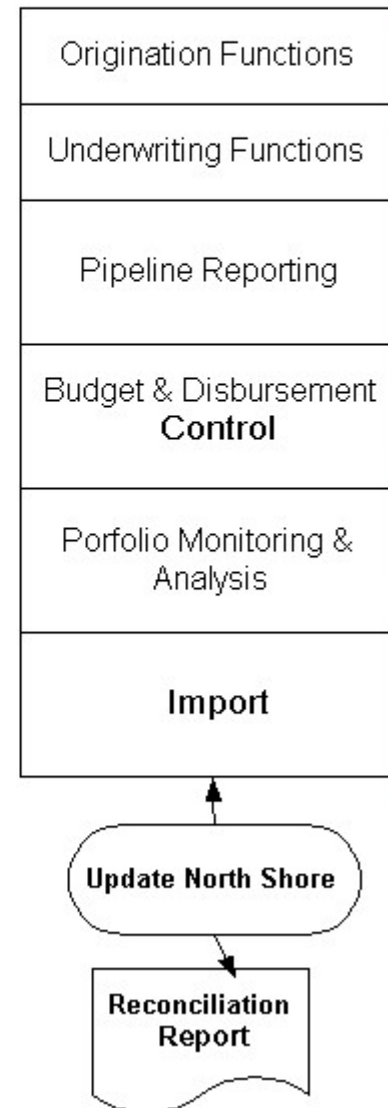 Origination Functions
Underwriting Functions
Pipeline Reporting
Budget & Disbursement
Control
Porfolio Monitoring &
Analysis
Import
Update North Shore
Reconciliation
Report